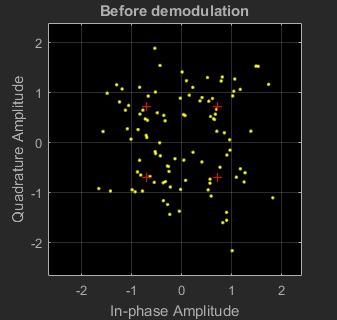 Before demodulation
2
1
0
-1
-2
Quadrature Amplitude
-2 -1 0 1 2
In-phase Amplitude